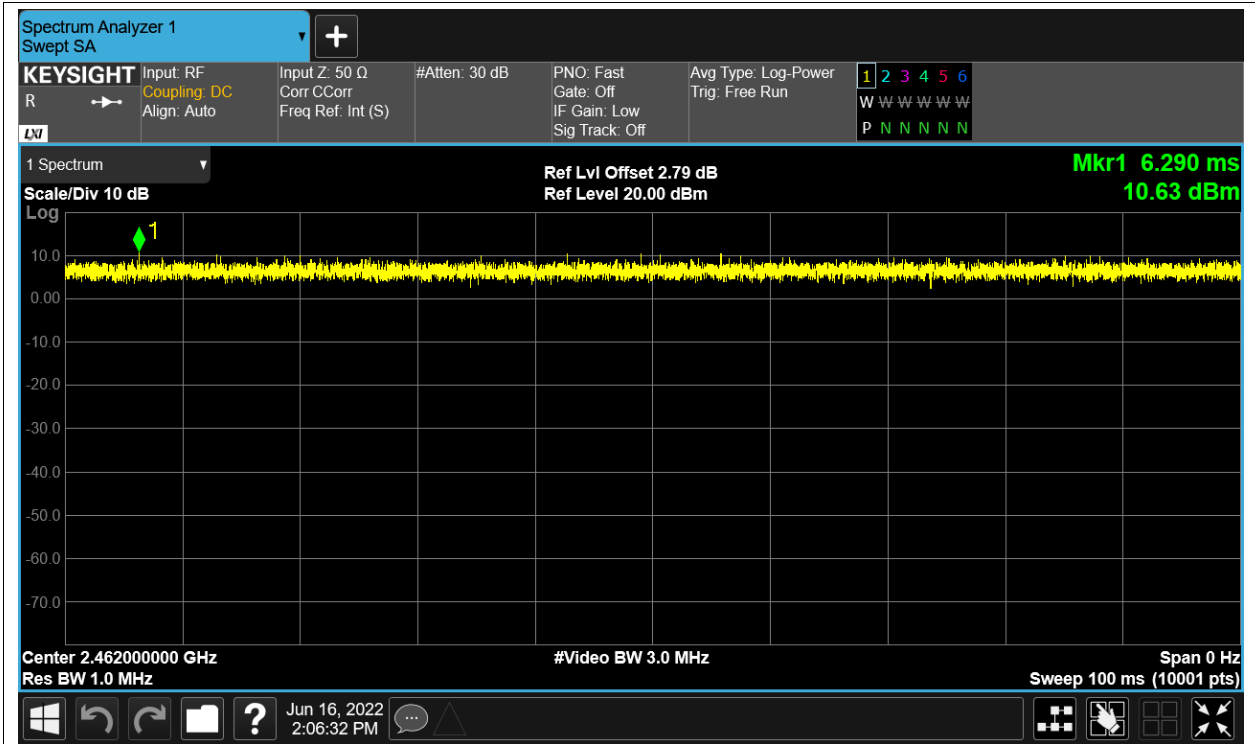 Spectrum Analyzer 1
Swept SA
+
KEYSIGHT
R
LXI
Input: RF
Coupling: DC
Align: Auto
Input Z: 50 Ω
Corr CCorr
Freq Ref: Int (S)
#Atten: 30 dB
PNO: Fast
Gate: Off
IF Gain: Low
Sig Track: Off
Avg Type: Log-Power
Trig: Free Run
1 2 3 4 5 6
W W W W W W
P N N N N N
1 Spectrum
Scale/Div 10 dB
Log
Ref Lvl Offset 2.79 dB
Ref Level 20.00 dBm
Mkr1 6.290 ms
10.63 dBm
1
10.0
0.00
-10.0
-20.0
-30.0
-40.0
-50.0
-60.0
-70.0
Center 2.462000000 GHz
Res BW 1.0 MHz
#Video BW 3.0 MHz
Span 0 Hz
Sweep 100 ms (10001 pts)
?
Jun 16, 2022
2:06:32 PM